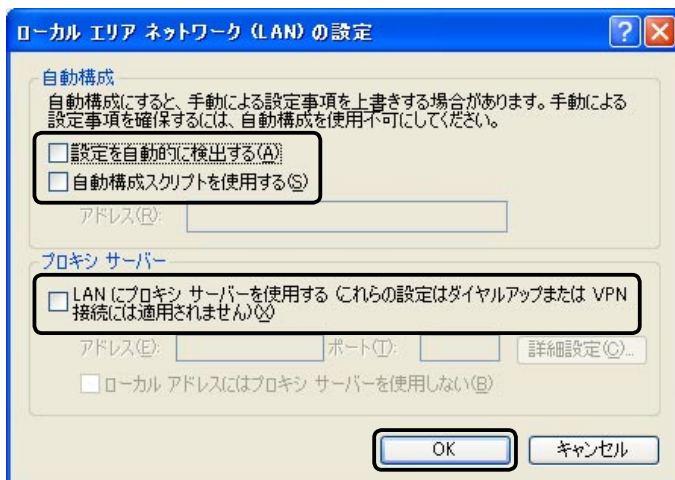 ローカル エリア ネットワーク (LAN) の設定
自動構成
自動構成にすると、手動による設定事項を上書きする場合があります。手動による
設定事項を確保するには、自動構成を使用不可にしてください。
設定を自動的に検出する(A)
自動構成スクリプトを使用する(S)
アドレス(R):
プロキシ サーバー
LAN にプロキシ サーバーを使用する (これらの設定はダイヤルアップまたは VPN
接続には適用されません)(X)
アドレス(E):
ポート(T):
詳細設定(C)...
ローカル アドレスにはプロキシ サーバーを使用しない(B)
OK
キャンセル